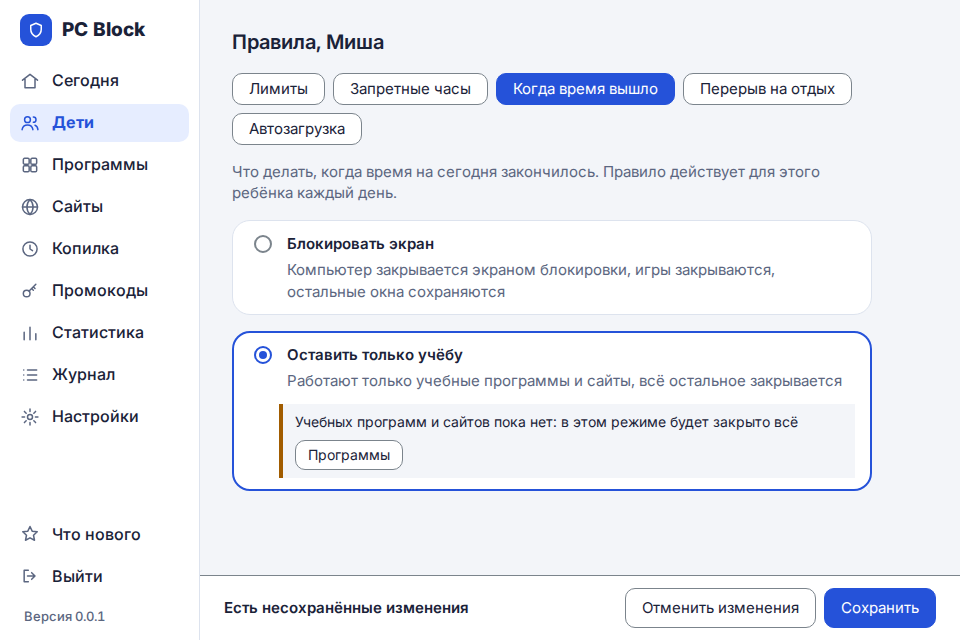 PC Block
Сегодня
Дети
Программы
Сайты
Копилка
Промокоды
Статистика
Журнал
Настройки
Что нового
Выйти
Версия 0.0.1
Правила, Миша
Лимиты
Запретные часы
Когда время вышло
Перерыв на отдых
Автозагрузка
Что делать, когда время на сегодня закончилось. Правило действует для этого
ребёнка каждый день.
Блокировать экран
Компьютер закрывается экраном блокировки, игры закрываются,
остальные окна сохраняются
Оставить только учёбу
Работают только учебные программы и сайты, всё остальное закрывается
Учебных программ и сайтов пока нет: в этом режиме будет закрыто всё
Программы
Есть несохранённые изменения
Отменить изменения
Сохранить